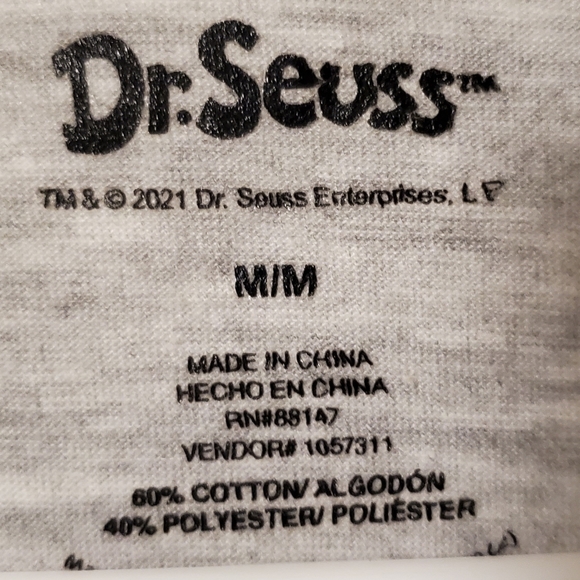 Dr.Seuss™
TM & © 2021 Dr. Seuss Enterprises, L P
M/M
MADE IN CHINA
HECHO EN CHINA
RN#88147
VENDOR# 1057311
60% COTTON/ ALGODÓN
40% POLYESTER/ POLIÉSTER